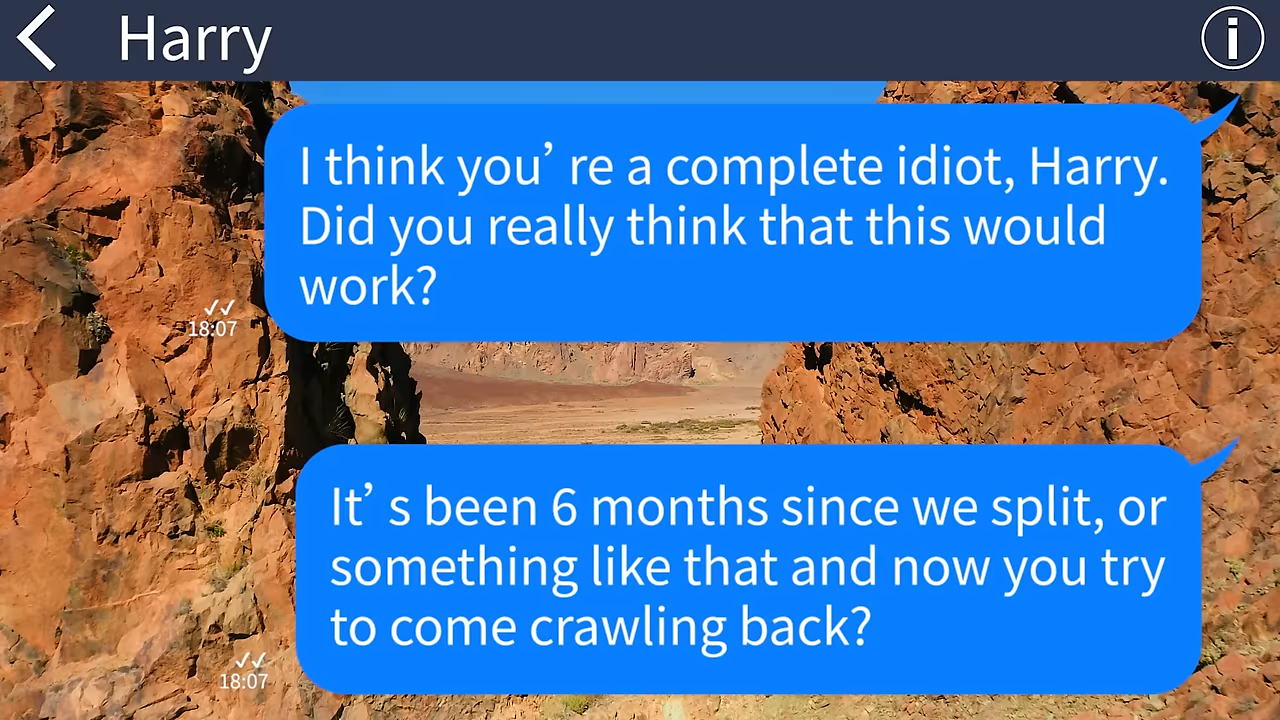 Harry
I think you’ re a complete idiot, Harry.
Did you really think that this would
work?
✓✓
18:07
It’ s been 6 months since we split, or
something like that and now you try
to come crawling back?
✓✓
18:07